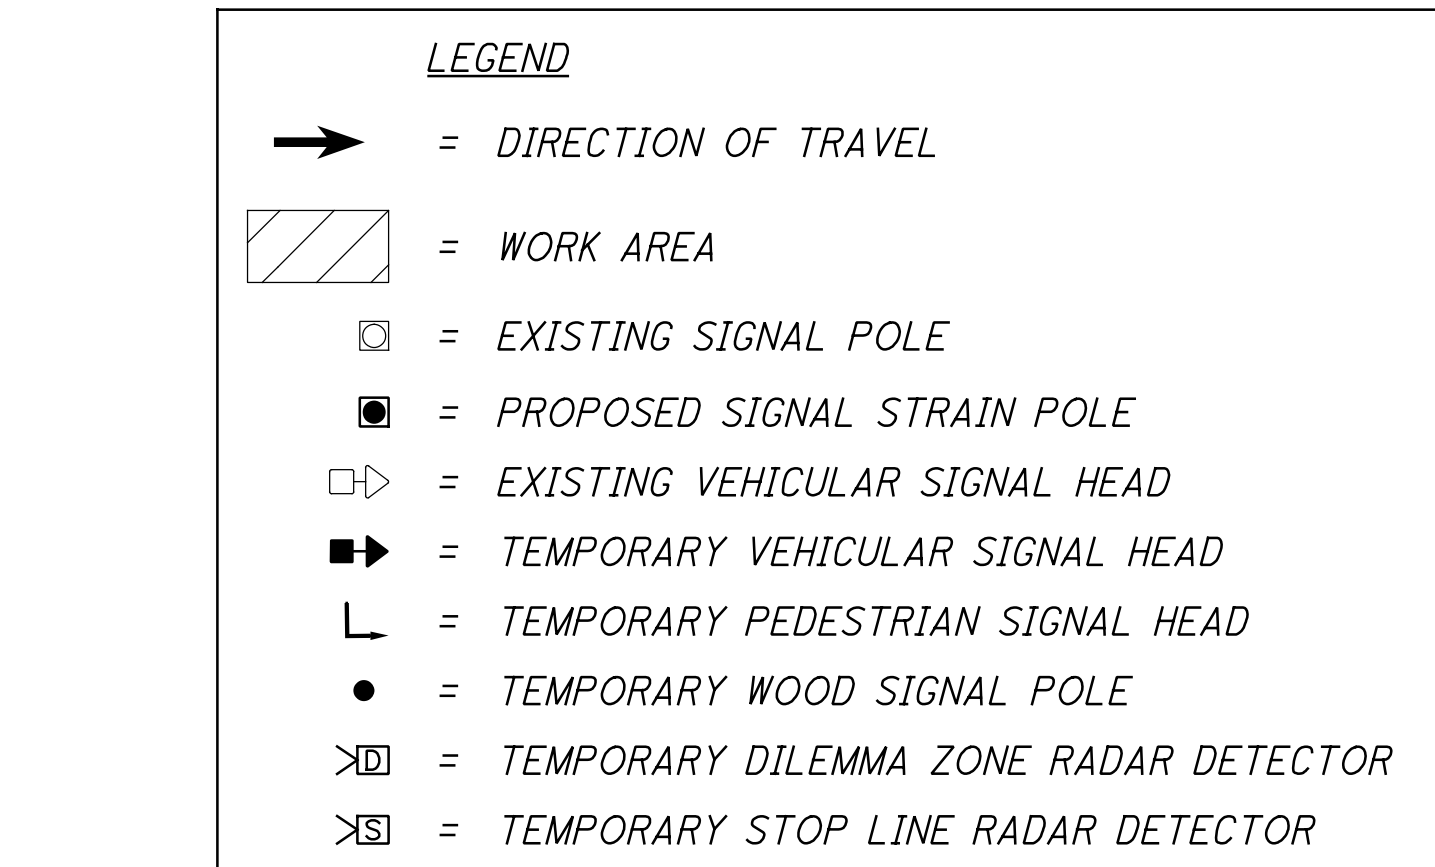 LEGEND
= DIRECTION OF TRAVEL
= WORK AREA
= EXISTING SIGNAL POLE
= PROPOSED SIGNAL STRAIN POLE
= EXISTING VEHICULAR SIGNAL HEAD
= TEMPORARY VEHICULAR SIGNAL HEAD
= TEMPORARY PEDESTRIAN SIGNAL HEAD
= TEMPORARY WOOD SIGNAL POLE
D = TEMPORARY DILEMMA ZONE RADAR DETECTOR
S = TEMPORARY STOP LINE RADAR DETECTOR